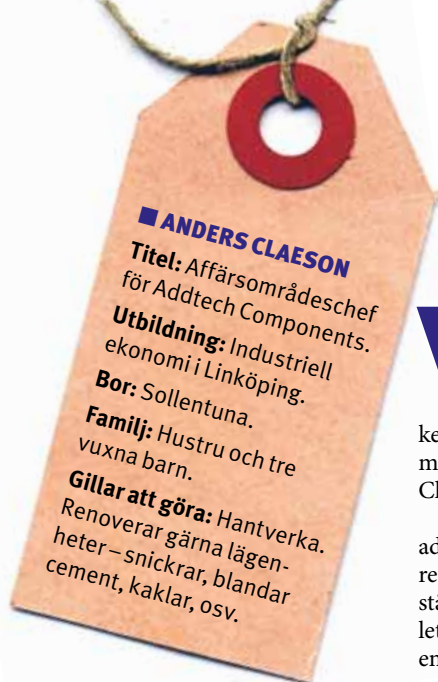 ■ ANDERS CLAESON
Titel: Affärsområdeschef
för Addtech Components.
Utbildning: Industriell
ekonomi i Linköping.
Bor: Sollentuna.
Familj: Hustru och tre
vuxna barn.
Gillar att göra: Hantverka.
Renoverar gärna lägen-
heter – snickrar, blandar
cement, kaklar, osv.